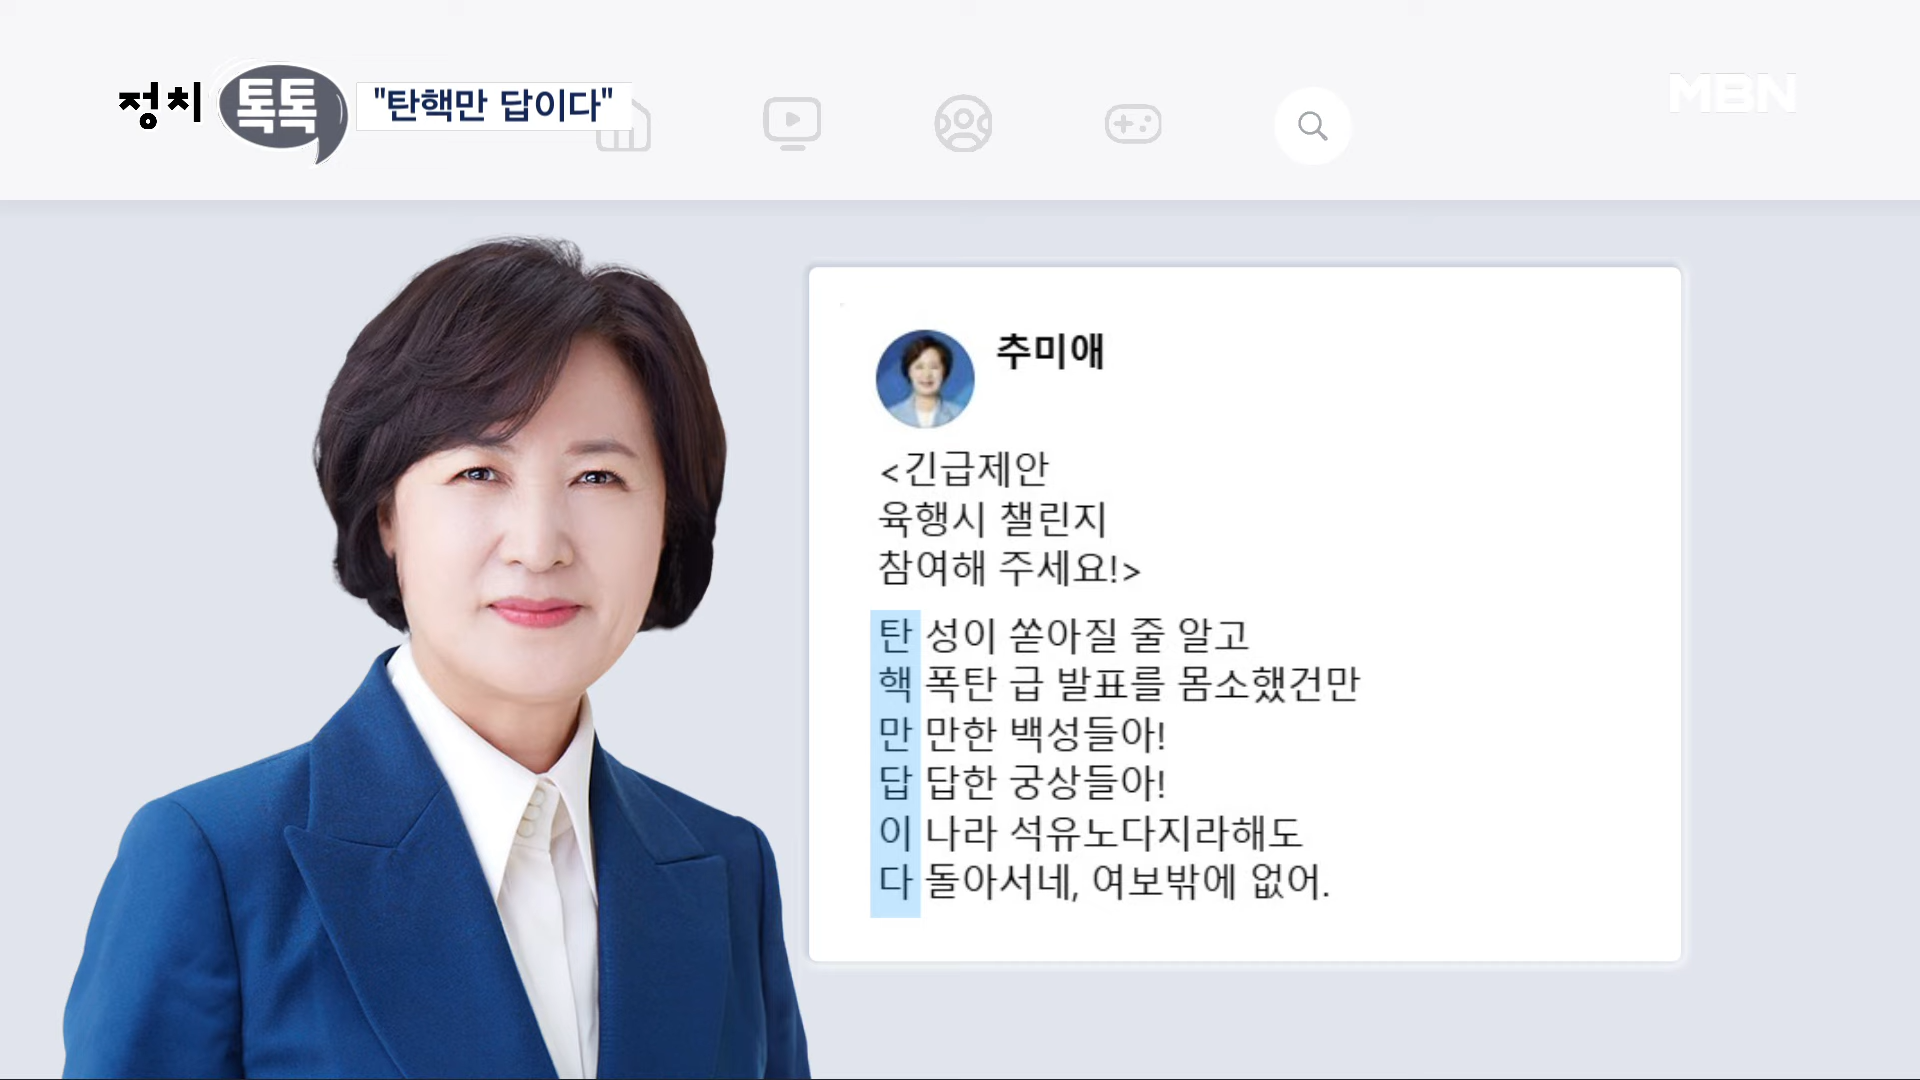 정치 톡톡 "탄핵만 답이다"
MBN
추미애
<긴급제안
육행시 챌린지
참여해 주세요!>
탄 성이 쏟아질 줄 알고
핵 폭탄 급 발표를 몸소했건만
만 만한 백성들아!
답 답한 궁상들아!
이 나라 석유노다지라해도
다 돌아서네, 여보밖에 없어.